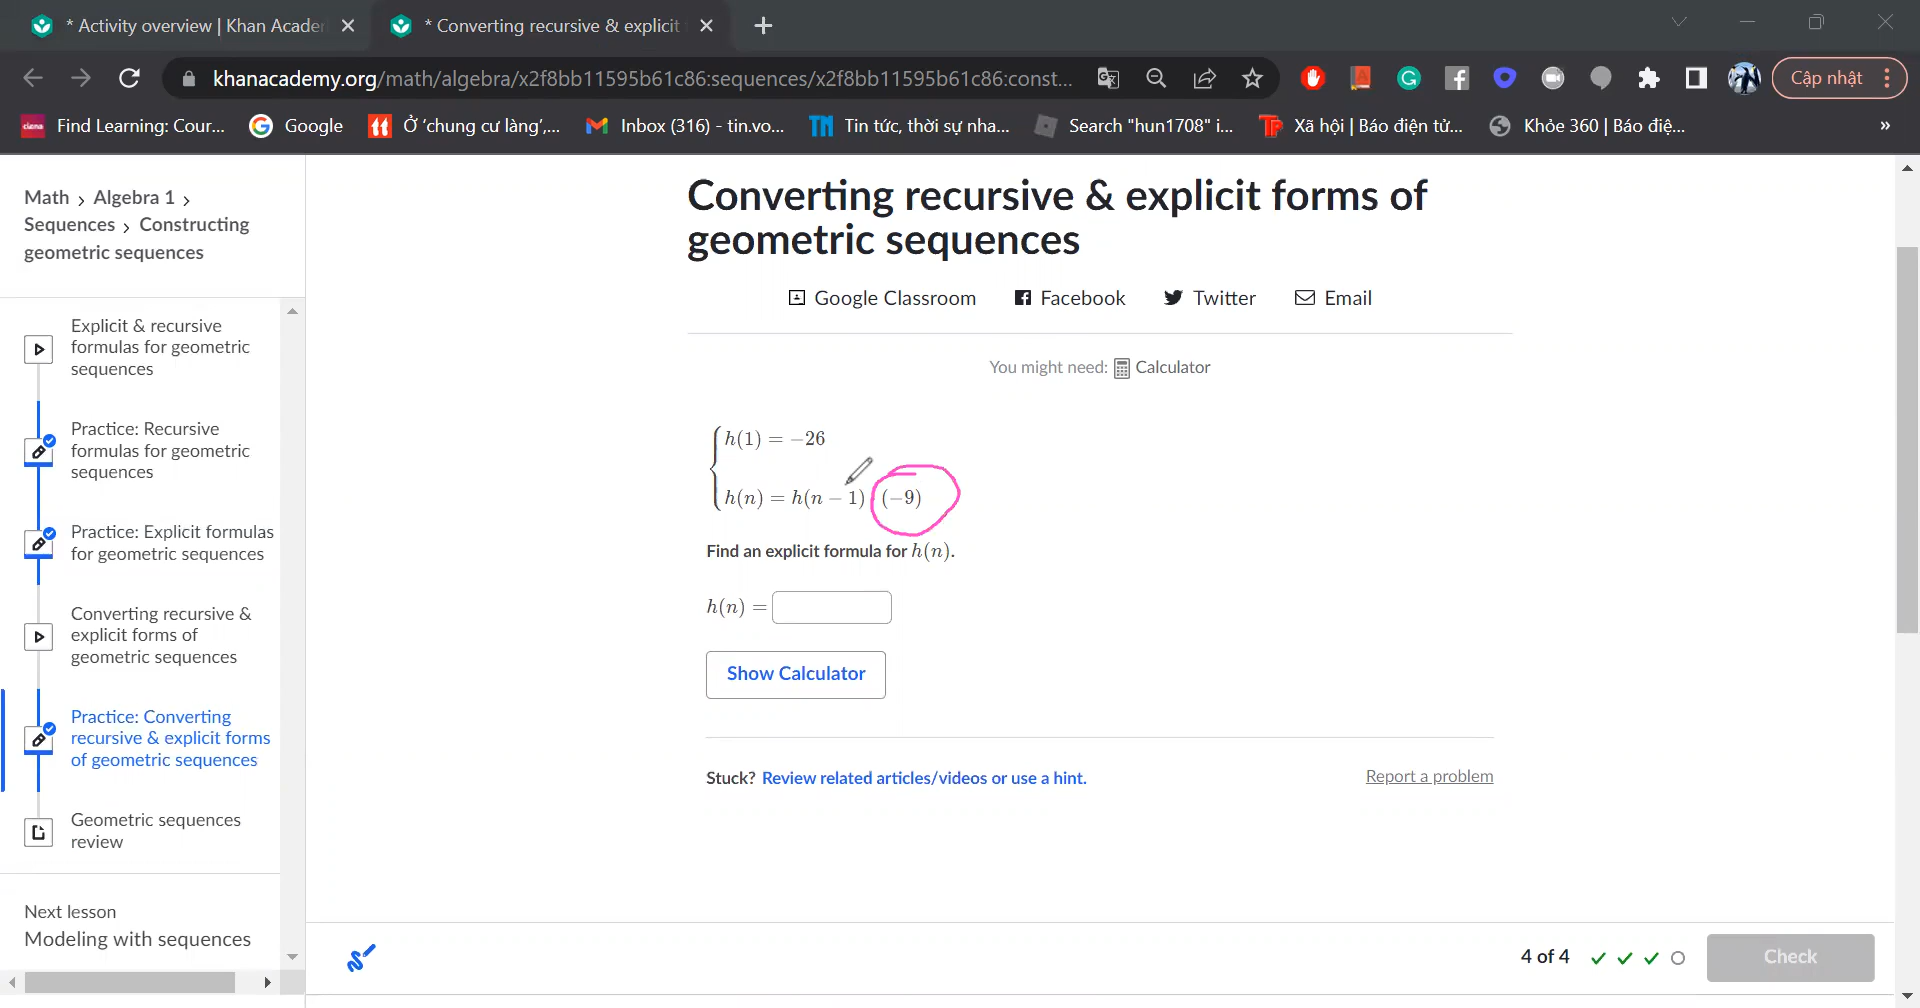 * Activity overview | Khan Acader
* Converting recursive & explicit
khanacademy.org/math/algebra/x2f8bb11595b61c86:sequences/x2f8bb11595b61c86:const...
Cập nhật
ciena
Find Learning: Cour...
Google
Ở ‘chung cư làng’,...
Inbox (316) - tin.vo...
Tin tức, thời sự nha...
Search "hun1708" i...
Xã hội | Báo điện tử...
Khỏe 360 | Báo điệ...
»
Math > Algebra 1 >
Sequences > Constructing
geometric sequences
Explicit & recursive
formulas for geometric
sequences
Practice: Recursive
formulas for geometric
sequences
Practice: Explicit formulas
for geometric sequences
Converting recursive &
explicit forms of
geometric sequences
Practice: Converting
recursive & explicit forms
of geometric sequences
Geometric sequences
review
Next lesson
Modeling with sequences
Converting recursive & explicit forms of
geometric sequences
Google Classroom
Facebook
Twitter
Email
You might need: Calculator
h(1) = −26
h(n) = h(n − 1) (−9)
Find an explicit formula for h(n).
h(n) =
Show Calculator
Stuck? Review related articles/videos or use a hint.
Report a problem
4 of 4
Check